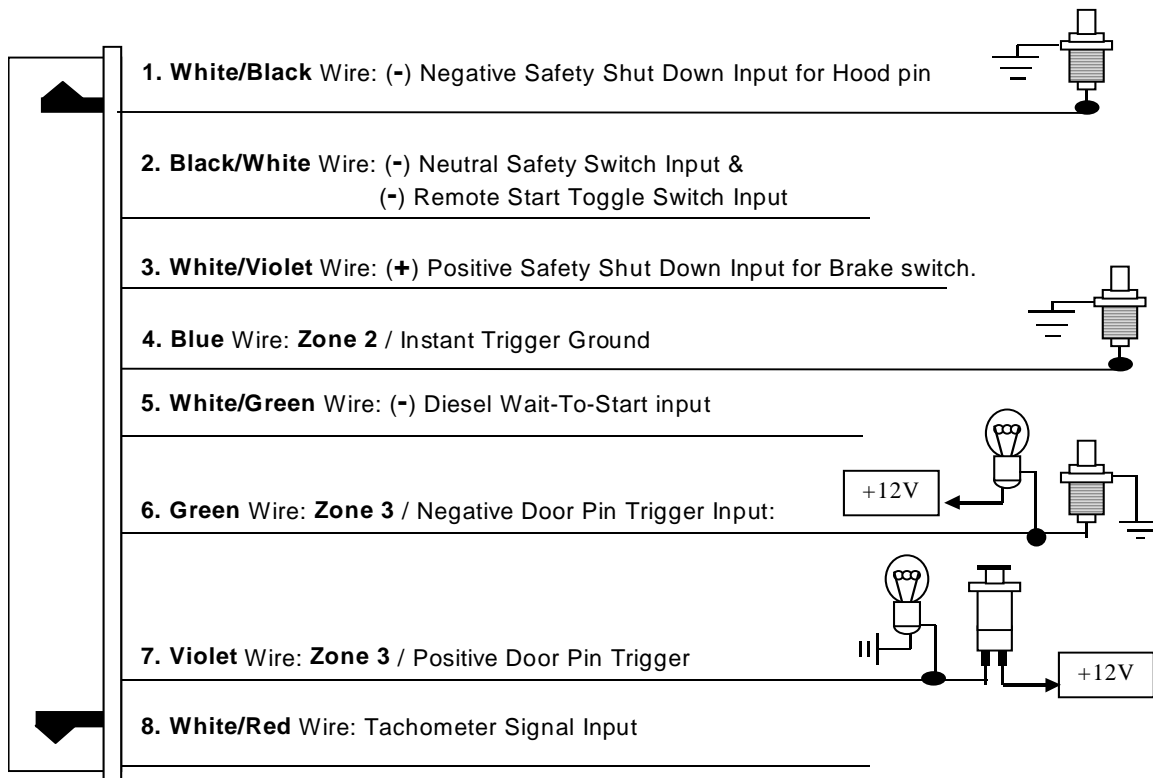 1. White/Black Wire: (-) Negative Safety Shut Down Input for Hood pin
2. Black/White Wire: (-) Neutral Safety Switch Input &
(-) Remote Start Toggle Switch Input
3. White/Violet Wire: (+) Positive Safety Shut Down Input for Brake switch.
4. Blue Wire: Zone 2 / Instant Trigger Ground
5. White/Green Wire: (-) Diesel Wait-To-Start input
+12V
6. Green Wire: Zone 3 / Negative Door Pin Trigger Input:
7. Violet Wire: Zone 3 / Positive Door Pin Trigger
+12V
8. White/Red Wire: Tachometer Signal Input